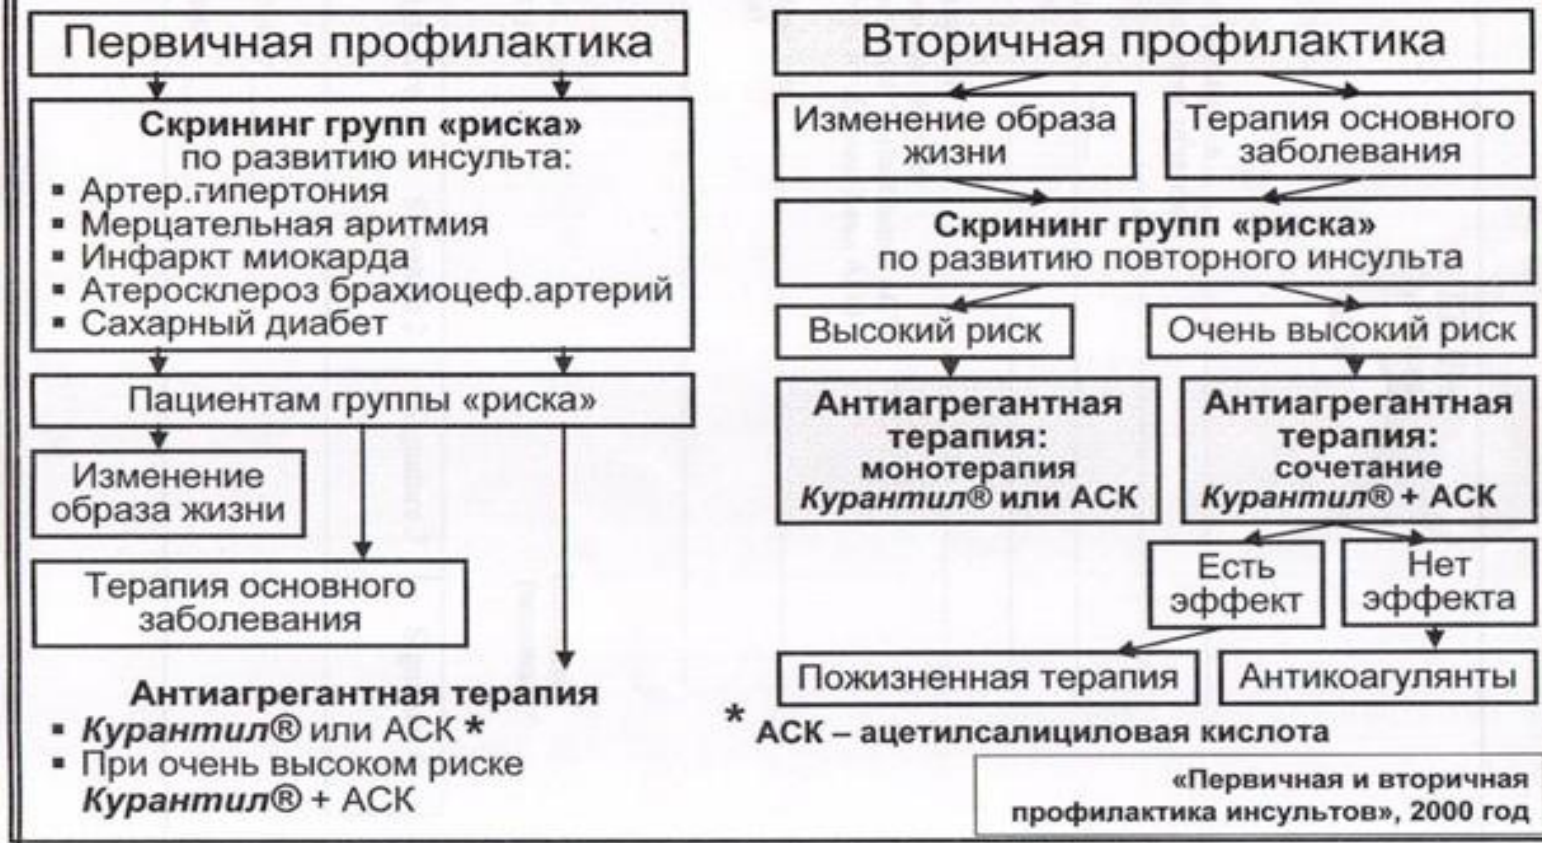 Первичная профилактика
Скрининг групп «риска»
по развитию инсульта:
▪ Артер.гипертония
▪ Мерцательная аритмия
▪ Инфаркт миокарда
▪ Атеросклероз брахиоцеф.артерий
▪ Сахарный диабет
Пациентам группы «риска»
Изменение
образа жизни
Терапия основного
заболевания
Антиагрегантная терапия
▪ Курантил® или АСК *
▪ При очень высоком риске
Курантил® + АСК
Вторичная профилактика
Изменение образа
жизни
Терапия основного
заболевания
Скрининг групп «риска»
по развитию повторного инсульта
Высокий риск
Очень высокий риск
Антиагрегантная
терапия:
монотерапия
Курантил® или АСК
Антиагрегантная
терапия:
сочетание
Курантил® + АСК
Есть
эффект
Нет
эффекта
Пожизненная терапия
Антикоагулянты
* АСК – ацетилсалициловая кислота
«Первичная и вторичная
профилактика инсультов», 2000 год